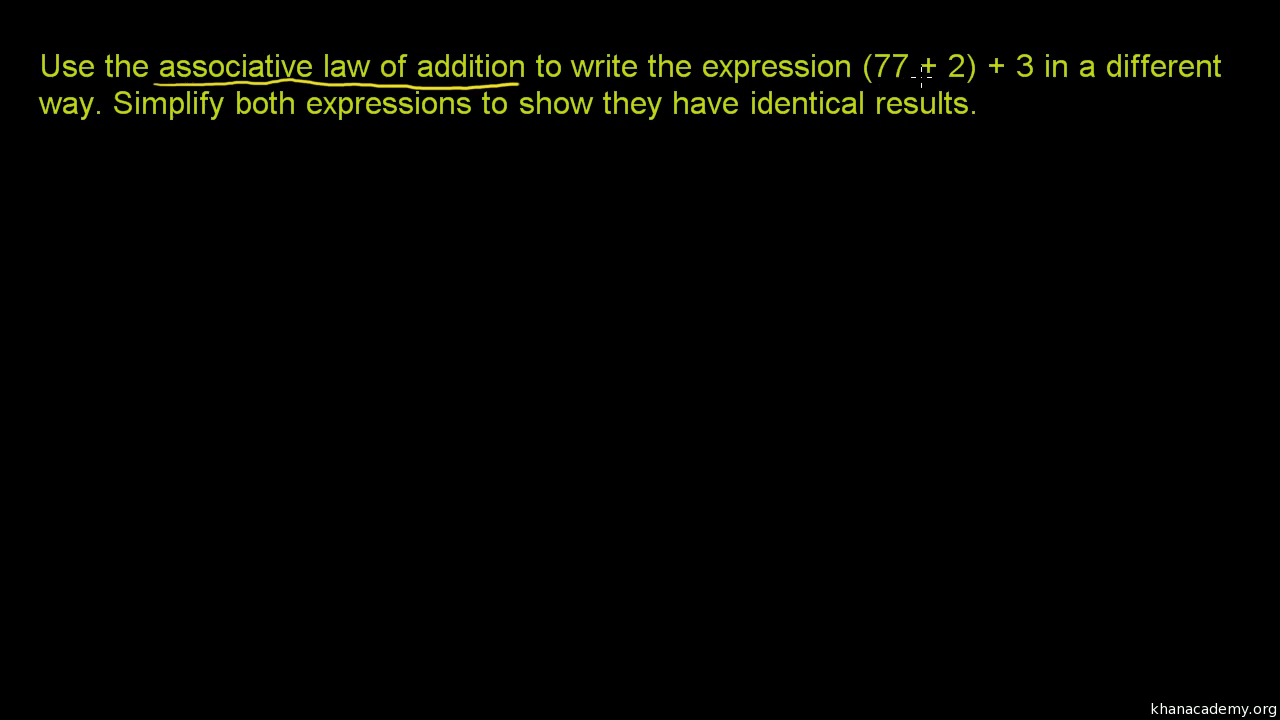 Use the associative law of addition to write the expression (77 + 2) + 3 in a different
way. Simplify both expressions to show they have identical results.
khanacademy.org